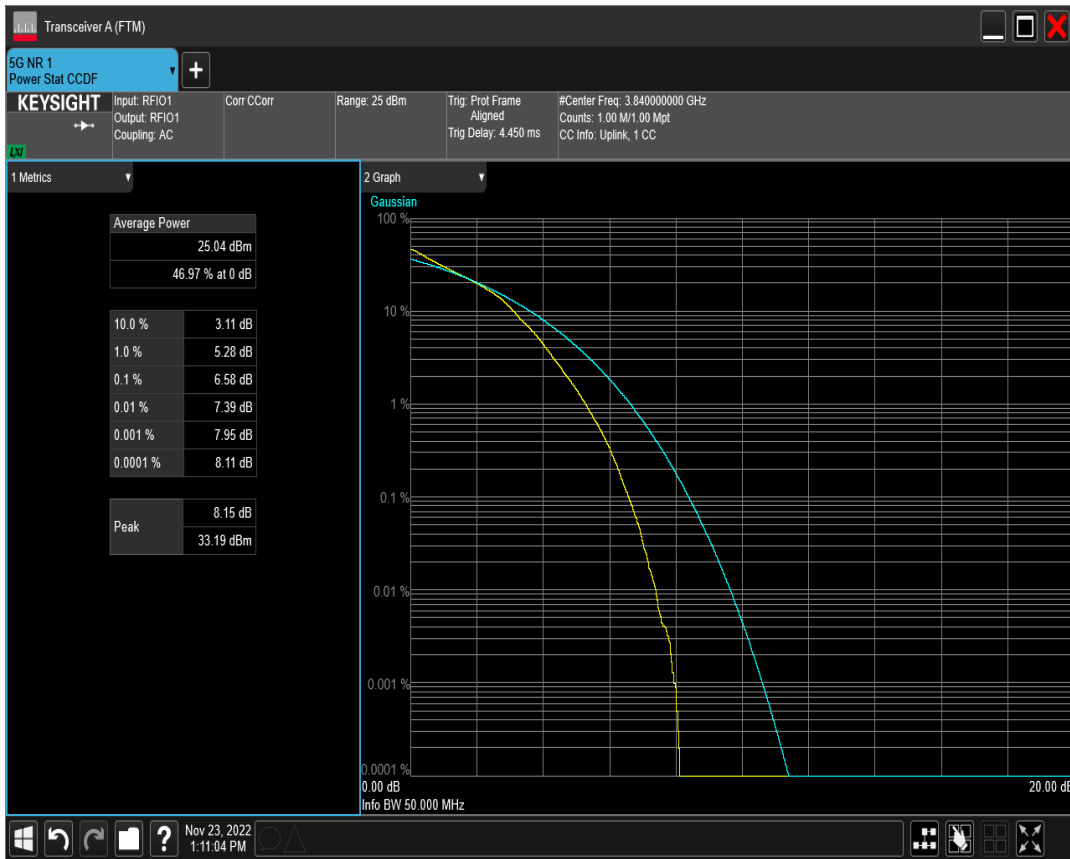 Transceiver A (FTM)
5G NR 1
Power Stat CCDF
+
KEYSIGHT
LXI
Input: RFIO1
Output: RFIO1
Coupling: AC
Corr CCorr
Range: 25 dBm
Trig: Prot Frame
Aligned
Trig Delay: 4.450 ms
#Center Freq: 3.840000000 GHz
Counts: 1.00 M/1.00 Mpt
CC Info: Uplink, 1 CC
1 Metrics
Average Power
25.04 dBm
46.97 % at 0 dB
10.0 % 3.11 dB
1.0 % 5.28 dB
0.1 % 6.58 dB
0.01 % 7.39 dB
0.001 % 7.95 dB
0.0001 % 8.11 dB
Peak
8.15 dB
33.19 dBm
2 Graph
Gaussian
100 %
10 %
1 %
0.1 %
0.01 %
0.001 %
0.0001 %
0.00 dB
20.00 dB
Info BW 50.000 MHz
?
Nov 23, 2022
1:11:04 PM